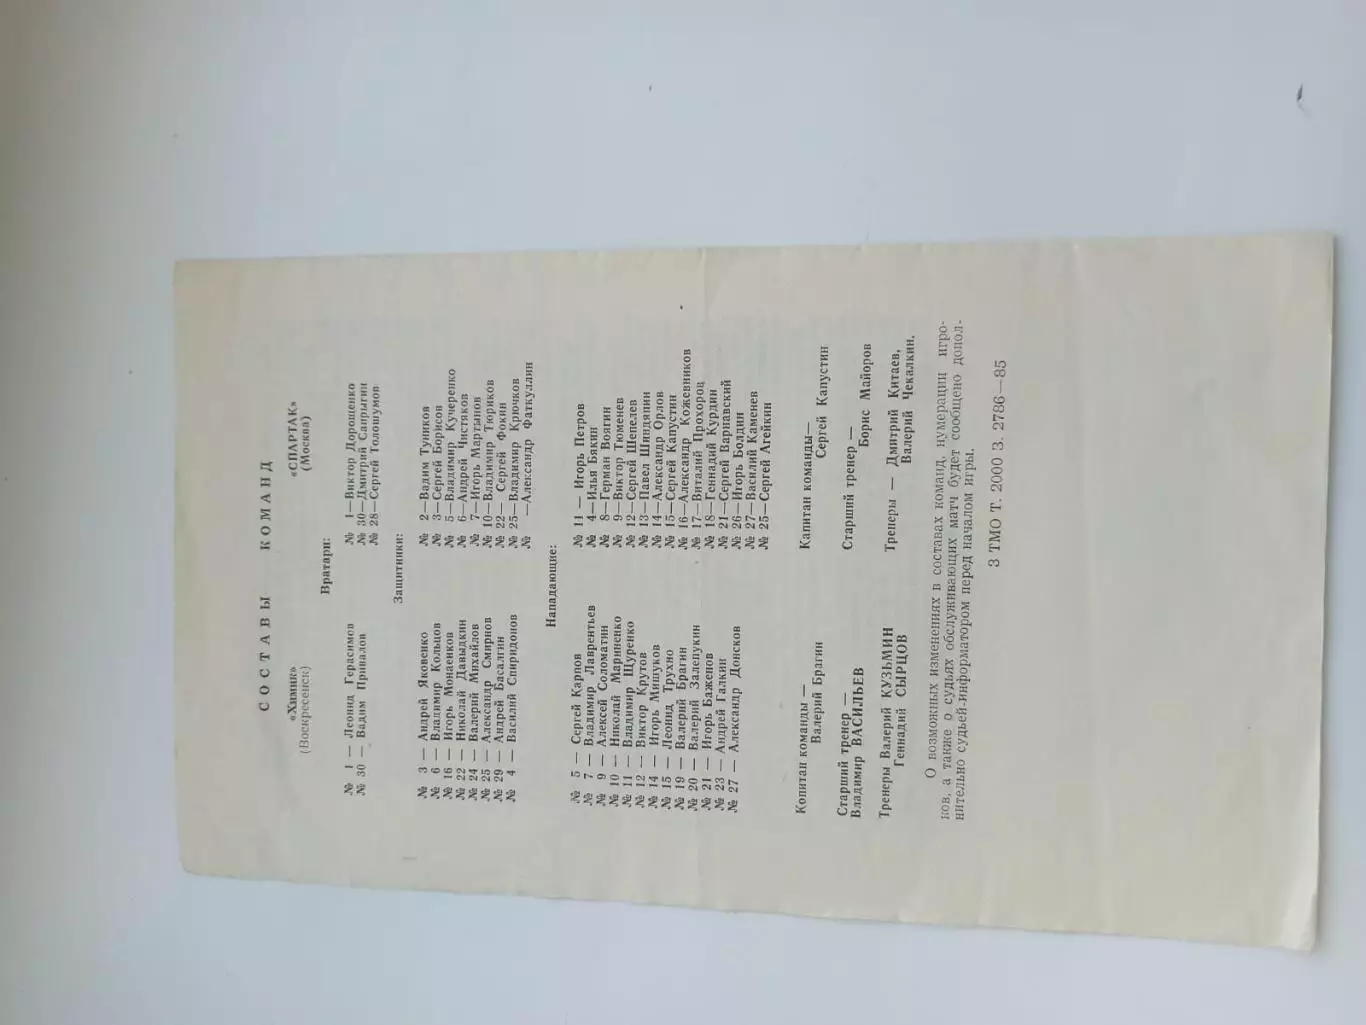 СОСТАВЫ КОМАНД
«Химик» «СПАРТАК»
(Воскресенск) (Москва)
Вратари:
№ 1 — Леонид Герасимов № 1—Виктор Дорошенко
№ 30 — Вадим Привалов № 30—Дмитрий Сапрыгин
№ 28—Сергей Толошумов
Защитники:
№ 3 — Андрей Яковенко № 2—Вадим Туников
№ 6 — Владимир Кольцов № 3—Сергей Борисов
№ 16 — Игорь Монаенков № 5—Владимир Кучеренко
№ 22 — Николай Давыдкин № 6—Андрей Чистяков
№ 24 — Валерий Михайлов № 7—Игорь Мартынов
№ 25 — Александр Смирнов № 10—Владимир Тюриков
№ 29 — Андрей Басалгин № 22— Сергей Фокин
№ 4 — Василий Спиридонов № 25—Владимир Крючков
№ —Александр Фаткуллин
Нападающие:
№ 5 — Сергей Карпов № 11 — Игорь Петров
№ 7 — Владимир Лаврентьев № 4—Илья Бякин
№ 9 — Алексей Соломатин № 8—Герман Воягин
№ 10 — Николай Мариненко № 9—Виктор Тюменев
№ 11 — Владимир Щуренко № 12—Сергей Шепелев
№ 12 — Виктор Крутов № 13—Павел Шиндяпин
№ 14 — Игорь Мишуков № 14—Александр Орлов
№ 15 — Леонид Трухно № 15—Сергей Капустин
№ 19 — Валерий Брагин № 16—Александр Кожевников
№ 20 — Валерий Залепукин № 17—Виталий Прохоров
№ 21 — Игорь Баженов № 18—Геннадий Курдин
№ 23 — Андрей Галкин № 21—Сергей Варнавский
№ 27 — Александр Донсков № 26—Игорь Болдин
№ 27—Василий Каменев
№ 25—Сергей Агейкин
Копитан команды — Капитан команды—
Валерий Брагин Сергей Капустин
Старший тренер — Старший тренер —
Владимир ВАСИЛЬЕВ Борис Майоров
Тренеры Валерий КУЗЬМИН Тренеры — Дмитрий Китаев,
Геннадий СЫРЦОВ Валерий Чекалкин.
О возможных изменениях в составах команд, нумерации игро-
ков, а также о судьях обслуживающих матч будет сообщено допол-
нительно судьей-информатором перед началом игры.
3 ТМО Т. 2000 З. 2786—85